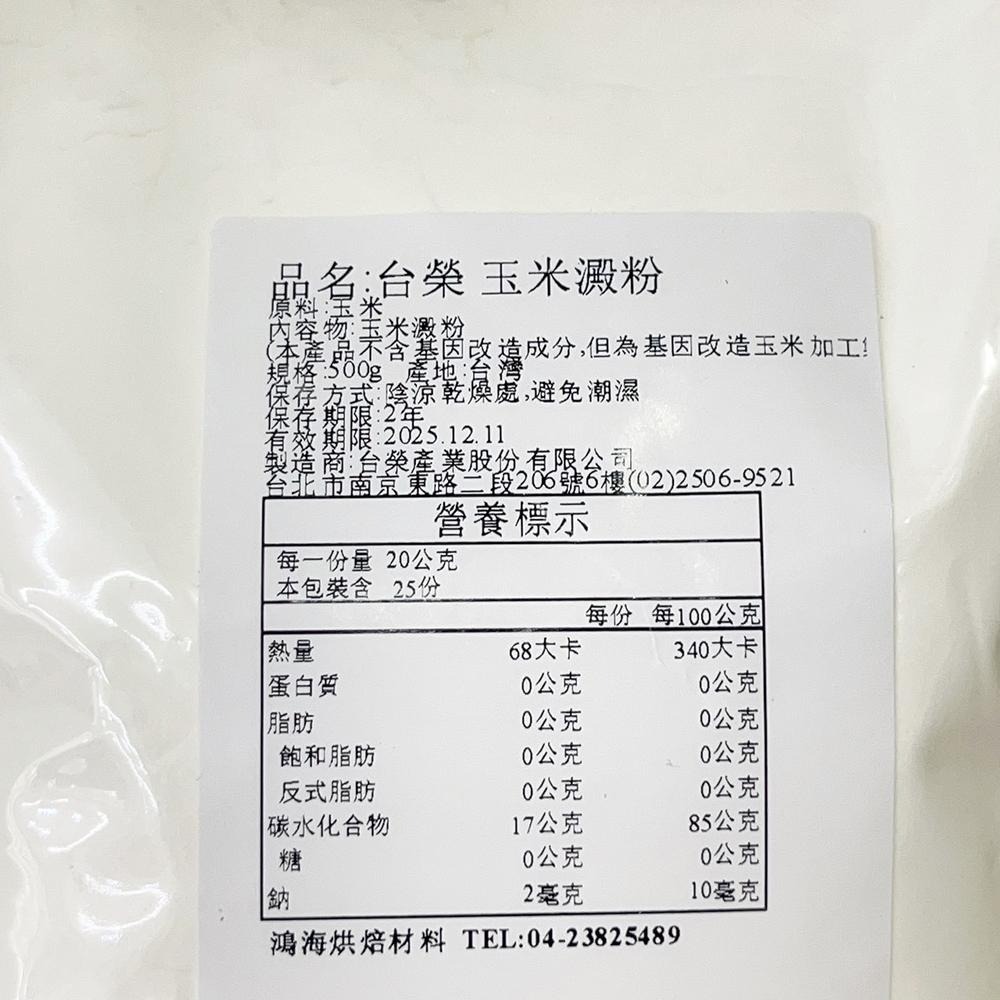 品名:台榮 玉米澱粉
原料:玉米
內容物:玉米澱粉
(本產品不含基因改造成分,但為基因改造玉米加工
規格:500g 產地:台灣
保存方式:陰涼乾燥處,避免潮濕
保存期限:2年
有效期限:2025.12.11
製造商:台榮產業股份有限公司
台北市南京東路二段206號6樓(02)2506-9521
營養標示
每一份量 20公克
本包裝含 25份
每份 每100公克
熱量 68大卡 340大卡
蛋白質 0公克 0公克
脂肪 0公克 0公克
飽和脂肪 0公克 0公克
反式脂肪 0公克 0公克
碳水化合物 17公克 85公克
糖 0公克 0公克
鈉 2毫克 10毫克
鴻海烘焙材料 TEL:04-23825489